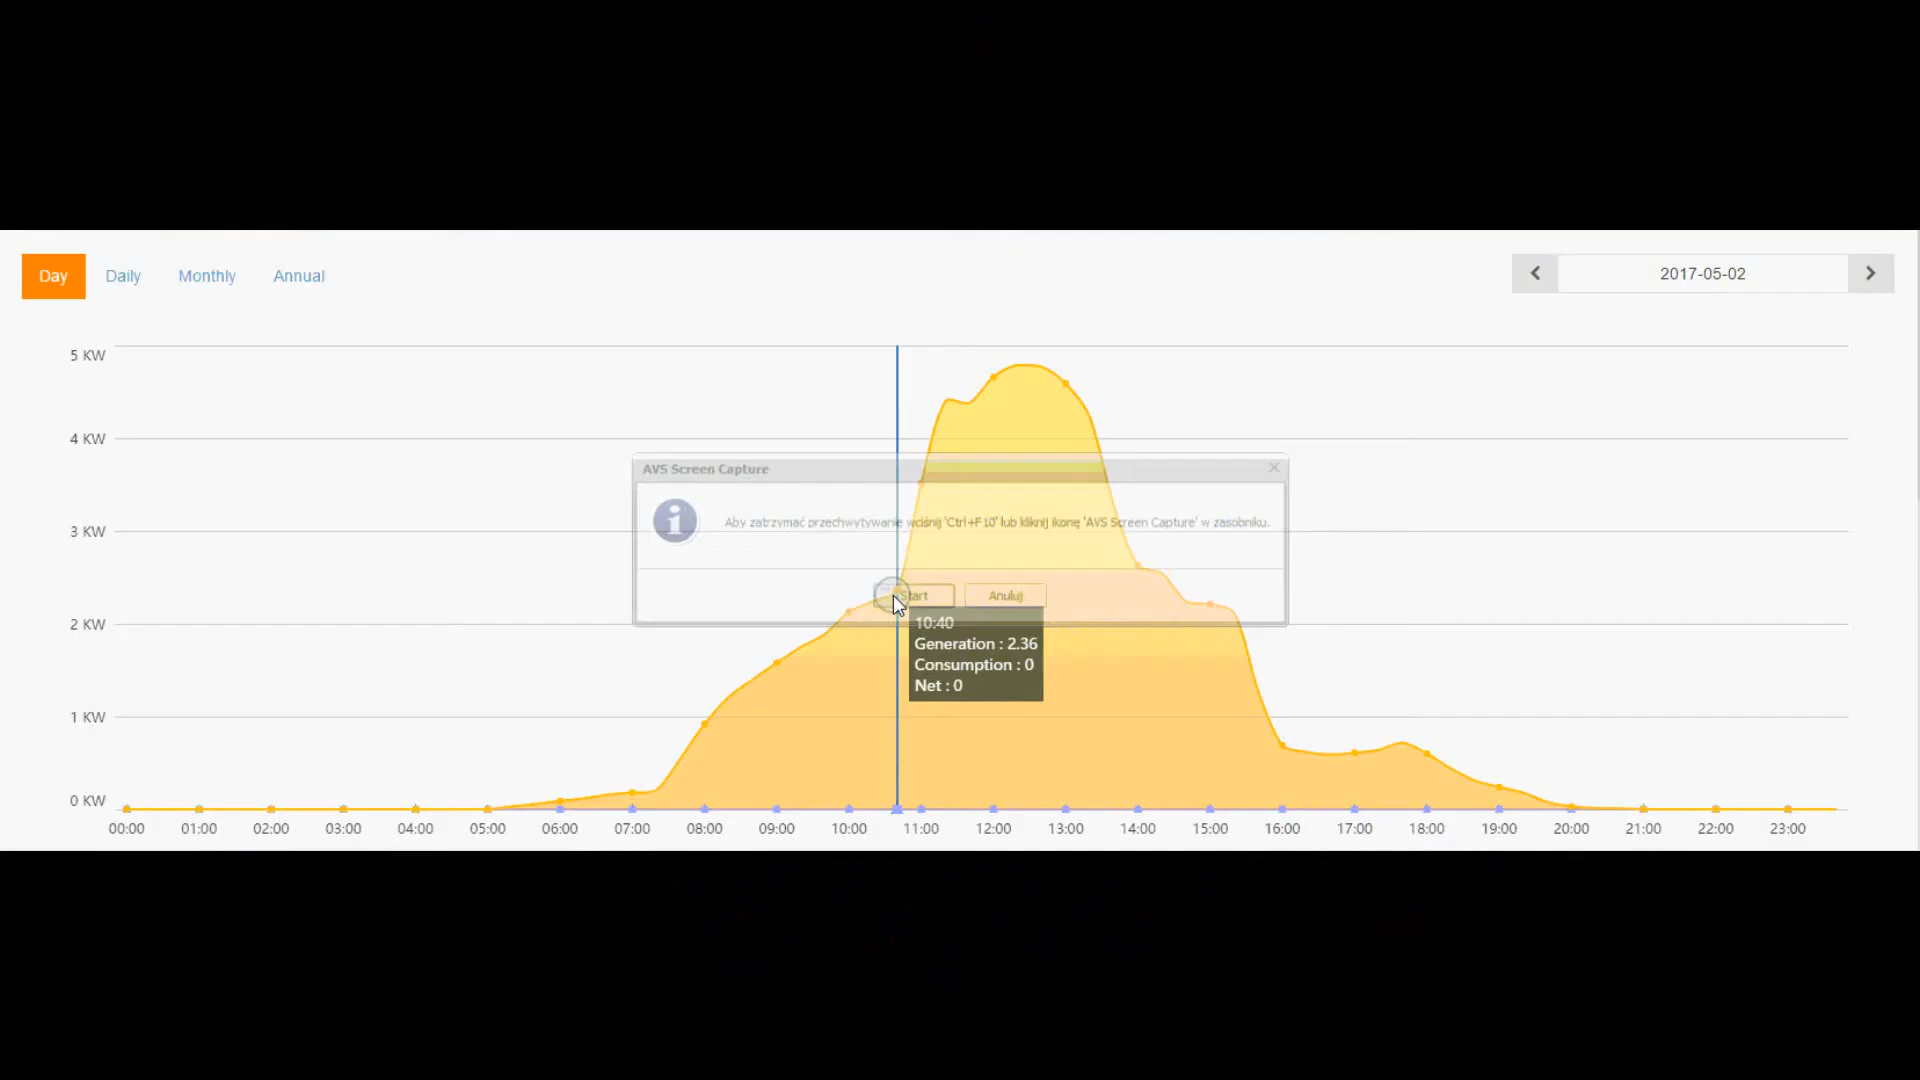 Day Daily Monthly Annual
2017-05-02
5 KW
4 KW
3 KW
2 KW
1 KW
0 KW
AVS Screen Capture
Aby zatrzymać przechwytywanie wciśnij 'Ctrl+F10' lub kliknij ikonę 'AVS Screen Capture' w zasobniku.
Start Anuluj
10:40
Generation : 2.36
Consumption : 0
Net : 0
00:00 01:00 02:00 03:00 04:00 05:00 06:00 07:00 08:00 09:00 10:00 11:00 12:00 13:00 14:00 15:00 16:00 17:00 18:00 19:00 20:00 21:00 22:00 23:00